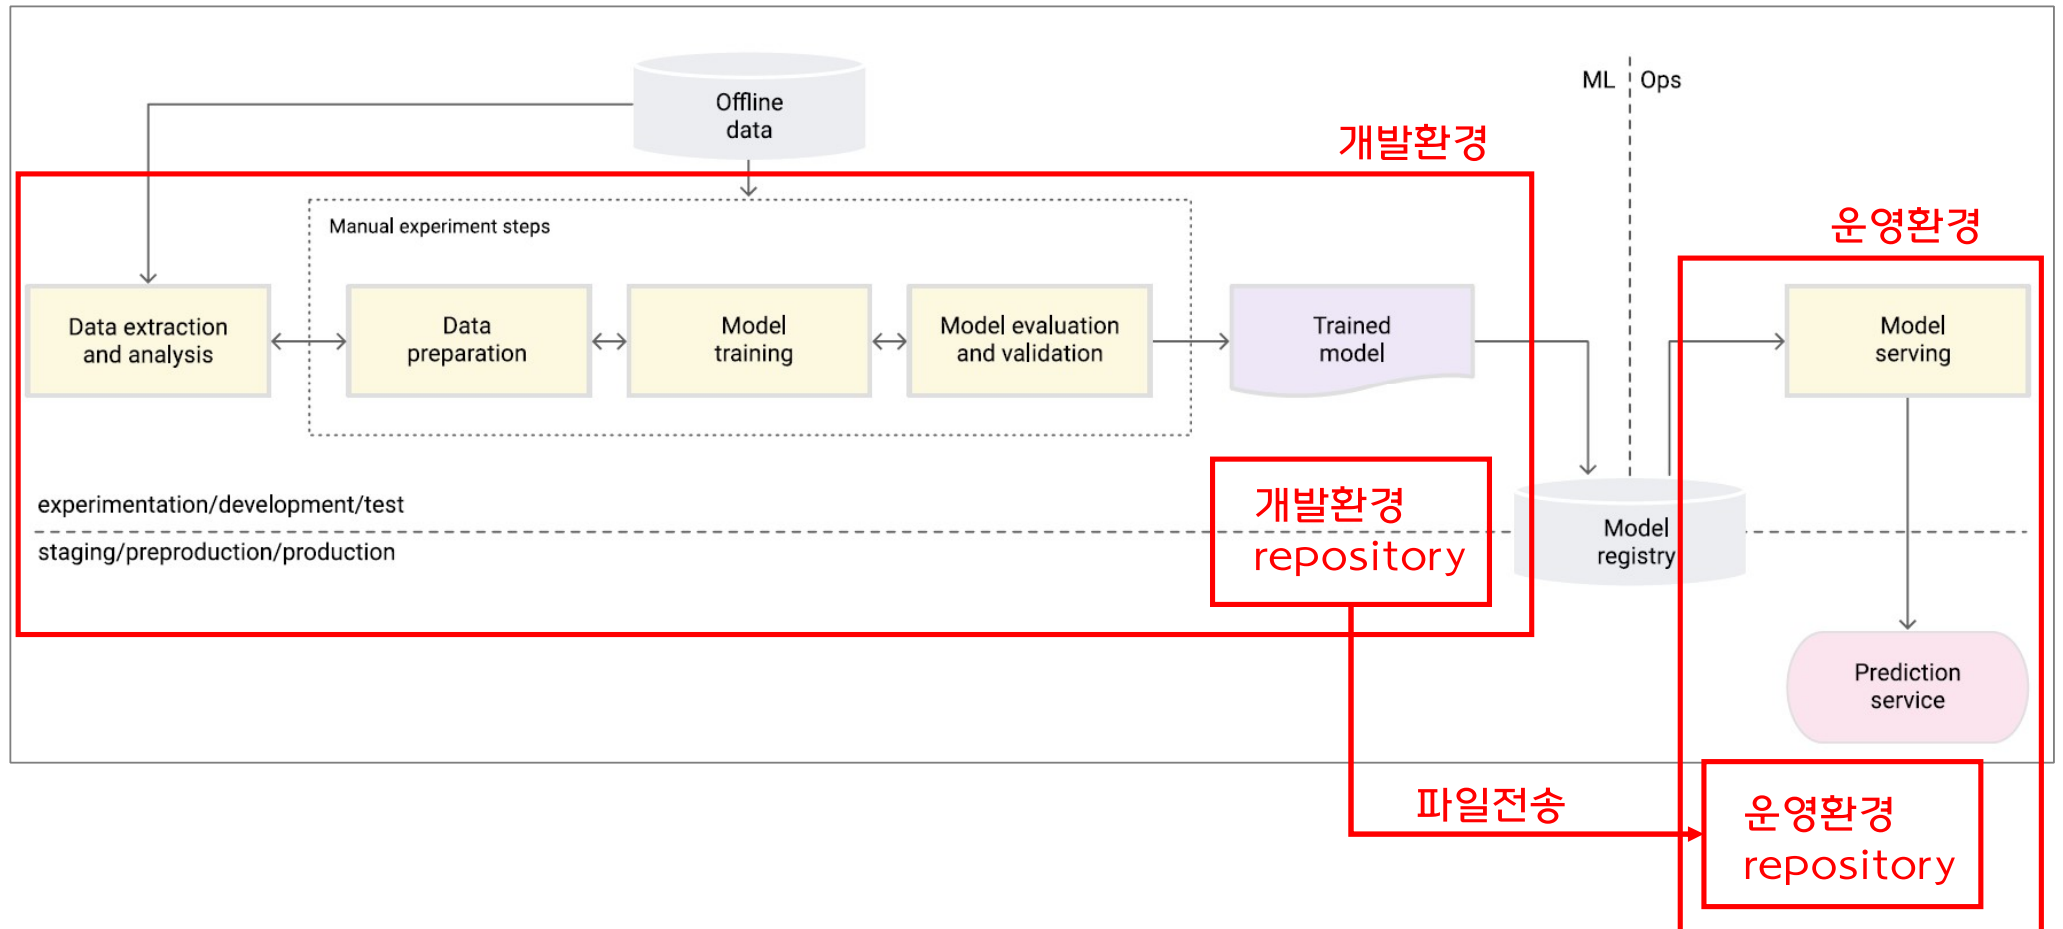 Offline
data
ML
Ops
개발환경
운영환경
Manual experiment steps
Data extraction
and analysis
Data
preparation
Model
training
Model evaluation
and validation
Trained
model
Model
serving
experimentation/development/test
staging/preproduction/production
개발환경
repository
Model
registry
Prediction
service
파일전송
운영환경
repository